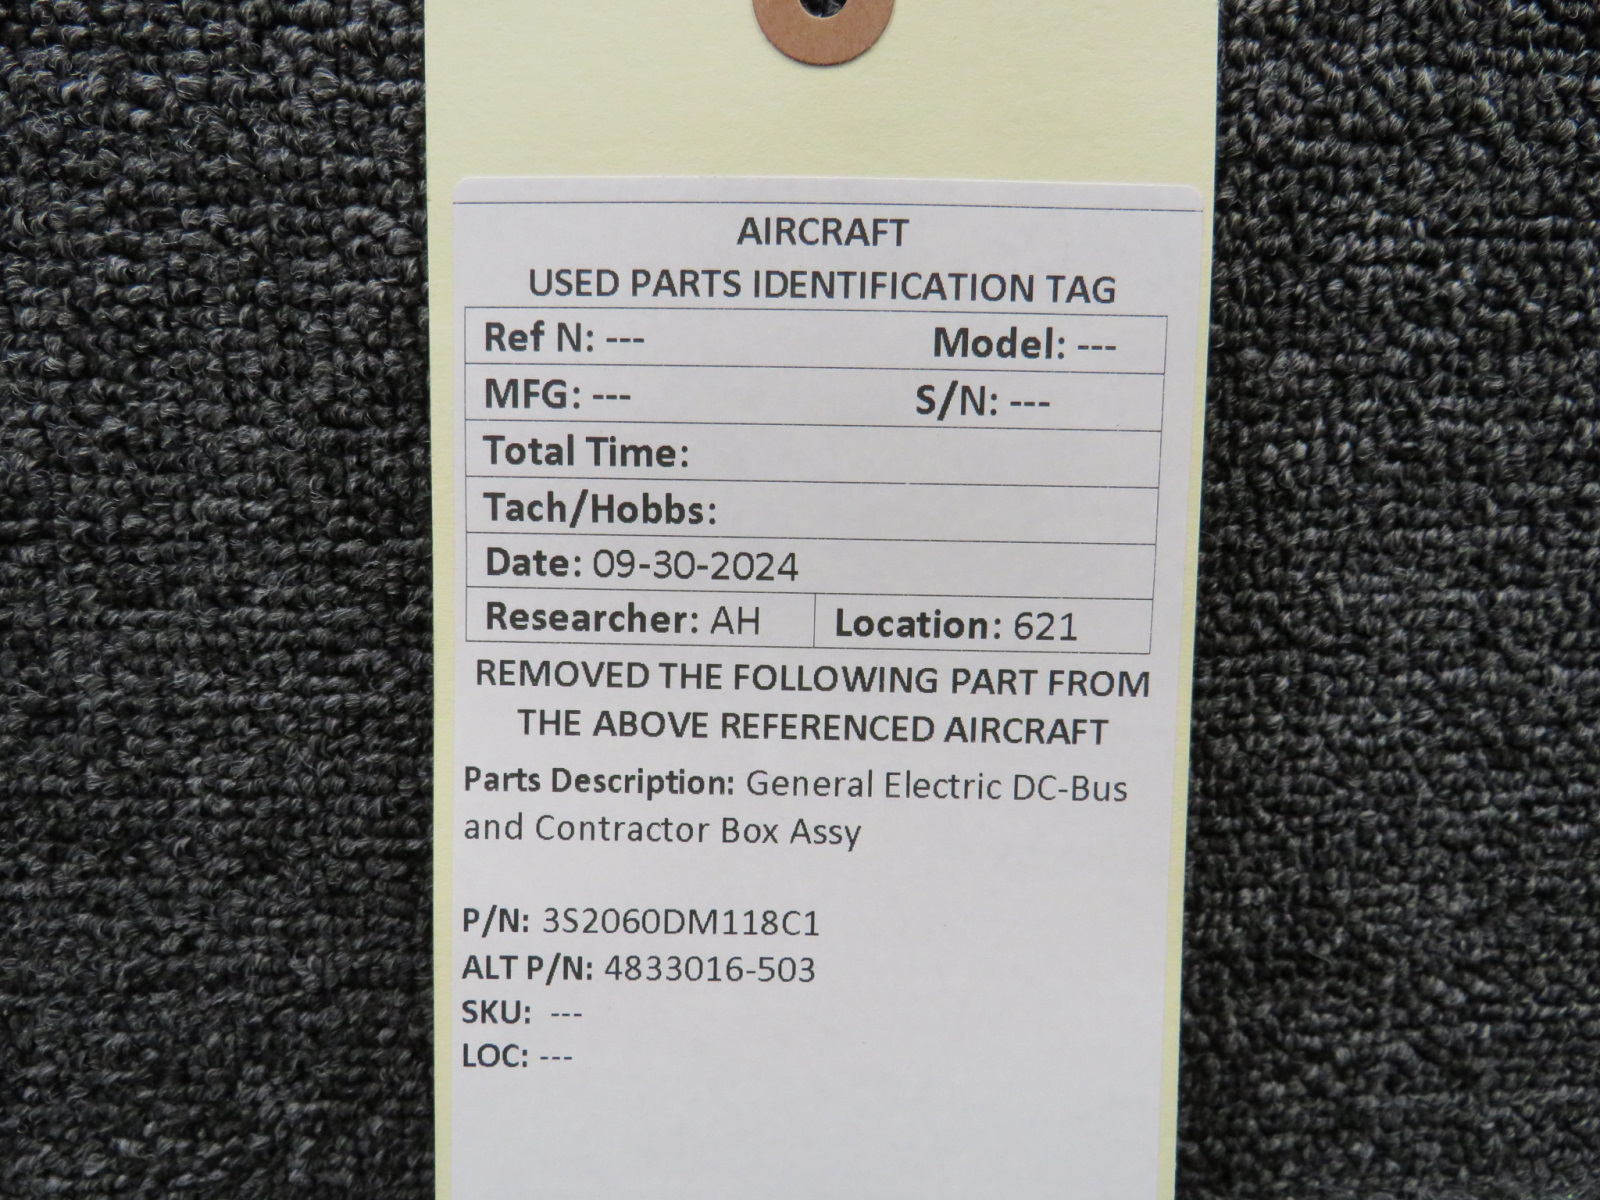 AIRCRAFT
USED PARTS IDENTIFICATION TAG
Ref N: --- Model: ---
MFG: --- S/N: ---
Total Time:
Tach/Hobbs:
Date: 09-30-2024
Researcher: AH Location: 621
REMOVED THE FOLLOWING PART FROM
THE ABOVE REFERENCED AIRCRAFT
Parts Description: General Electric DC-Bus
and Contractor Box Assy
P/N: 3S2060DM118C1
ALT P/N: 4833016-503
SKU: ---
LOC: ---